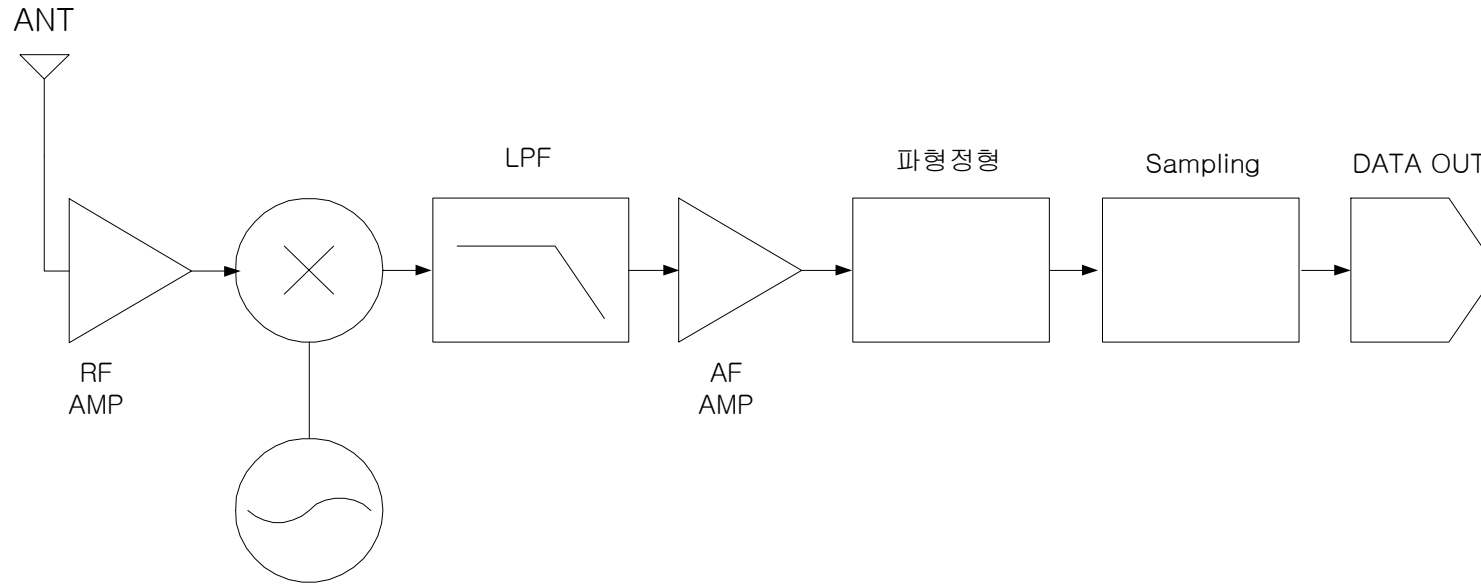 ANT
LPF
파형정형
Sampling
DATA OUT
RF
AMP
AF
AMP